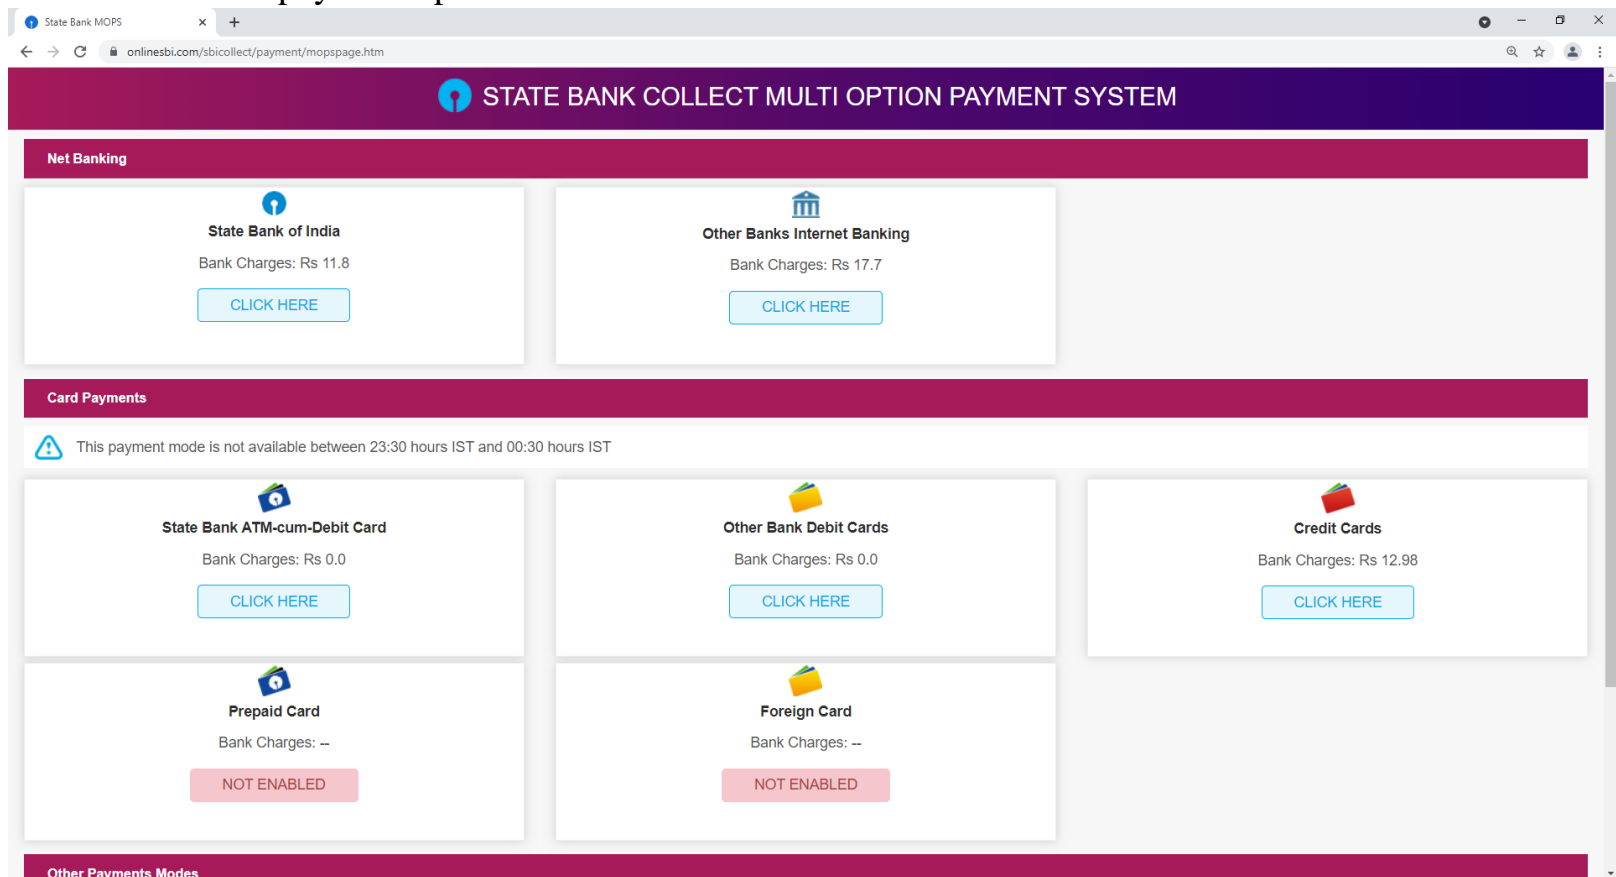 State Bank MOPS
onlinesbi.com/sbicollect/payment/mopspage.htm
STATE BANK COLLECT MULTI OPTION PAYMENT SYSTEM
Net Banking
State Bank of India
Bank Charges: Rs 11.8
CLICK HERE
Other Banks Internet Banking
Bank Charges: Rs 17.7
CLICK HERE
Card Payments
This payment mode is not available between 23:30 hours IST and 00:30 hours IST
State Bank ATM-cum-Debit Card
Bank Charges: Rs 0.0
CLICK HERE
Other Bank Debit Cards
Bank Charges: Rs 0.0
CLICK HERE
Credit Cards
Bank Charges: Rs 12.98
CLICK HERE
Prepaid Card
Bank Charges: --
NOT ENABLED
Foreign Card
Bank Charges: --
NOT ENABLED
Other Payments Modes